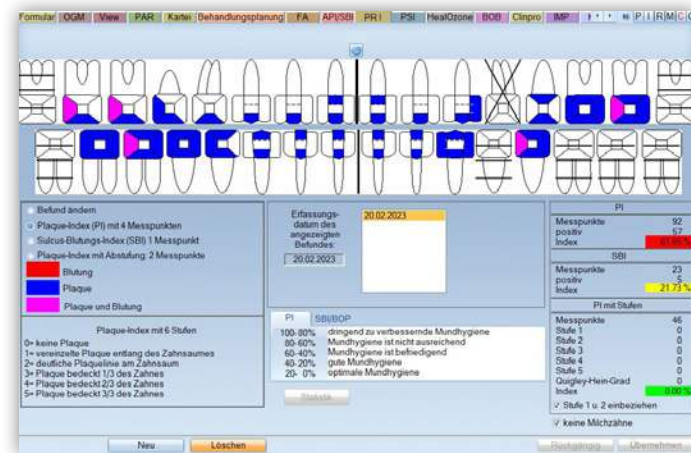 Formular OGM View PAR Kartei Behandlungsplanung FA API/SBI PRI PSI HealOzone BOB Clinpro IMP
P I R M C
Befund ändern
Plaque-Index (PI) mit 4 Messpunkten
Sulcus-Blutungs-Index (SBI) 1 Messpunkt
Plaque-Index mit Abstufung: 2 Messpunkte
Blutung
Plaque
Plaque und Blutung
Plaque-Index mit 6 Stufen
0= keine Plaque
1= vereinzelte Plaque entlang des Zahnsaumes
2= deutliche Plaquelinie am Zahnsaum
3= Plaque bedeckt 1/3 des Zahnes
4= Plaque bedeckt 2/3 des Zahnes
5= Plaque bedeckt 3/3 des Zahnes
Erfassungs-
datum des
angezeigten
Befundes:
20.02.2023
20.02.2023
PI SBI/BOP
100-80% dringend zu verbessernde Mundhygiene
80-60% Mundhygiene ist nicht ausreichend
60-40% Mundhygiene ist befriedigend
40-20% gute Mundhygiene
20- 0% optimale Mundhygiene
Statistik
PI
Messpunkte 92
positiv 57
Index 61.95 %
SBI
Messpunkte 23
positiv 5
Index 21.73 %
PI mit Stufen
Messpunkte 46
Stufe 1 0
Stufe 2 0
Stufe 3 0
Stufe 4 0
Stufe 5 0
Quigley-Hein-Grad 0
Index 0.00 %
Stufe 1 u. 2 einbeziehen
keine Milchzähne
Neu Löschen Rückgängig Übernehmen